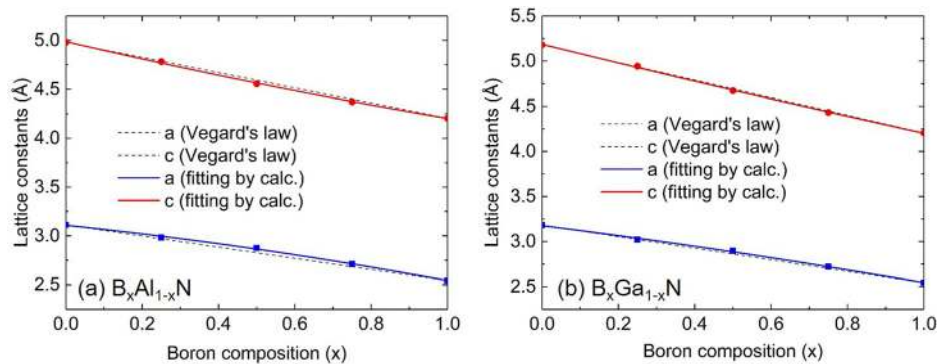 5.0
4.5
4.0
3.5
3.0
2.5
Lattice constants (Å)
a (Vegard's law)
c (Vegard's law)
a (fitting by calc.)
c (fitting by calc.)
(a) BₓAl₁₋ₓN
0.0 0.2 0.4 0.6 0.8 1.0
Boron composition (x)
5.5
5.0
4.5
4.0
3.5
3.0
2.5
Lattice constants (Å)
a (Vegard's law)
c (Vegard's law)
a (fitting by calc.)
c (fitting by calc.)
(b) BₓGa₁₋ₓN
0.0 0.2 0.4 0.6 0.8 1.0
Boron composition (x)